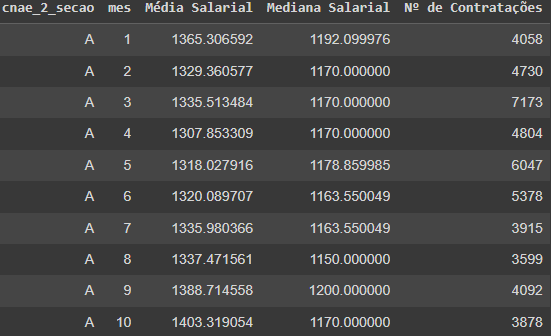 cnae_2_secao mes Média Salarial Mediana Salarial Nº de Contratações
A 1 1365.306592 1192.099976 4058
A 2 1329.360577 1170.000000 4730
A 3 1335.513484 1170.000000 7173
A 4 1307.853309 1170.000000 4804
A 5 1318.027916 1178.859985 6047
A 6 1320.089707 1163.550049 5378
A 7 1335.980366 1163.550049 3915
A 8 1337.471561 1150.000000 3599
A 9 1388.714558 1200.000000 4092
A 10 1403.319054 1170.000000 3878